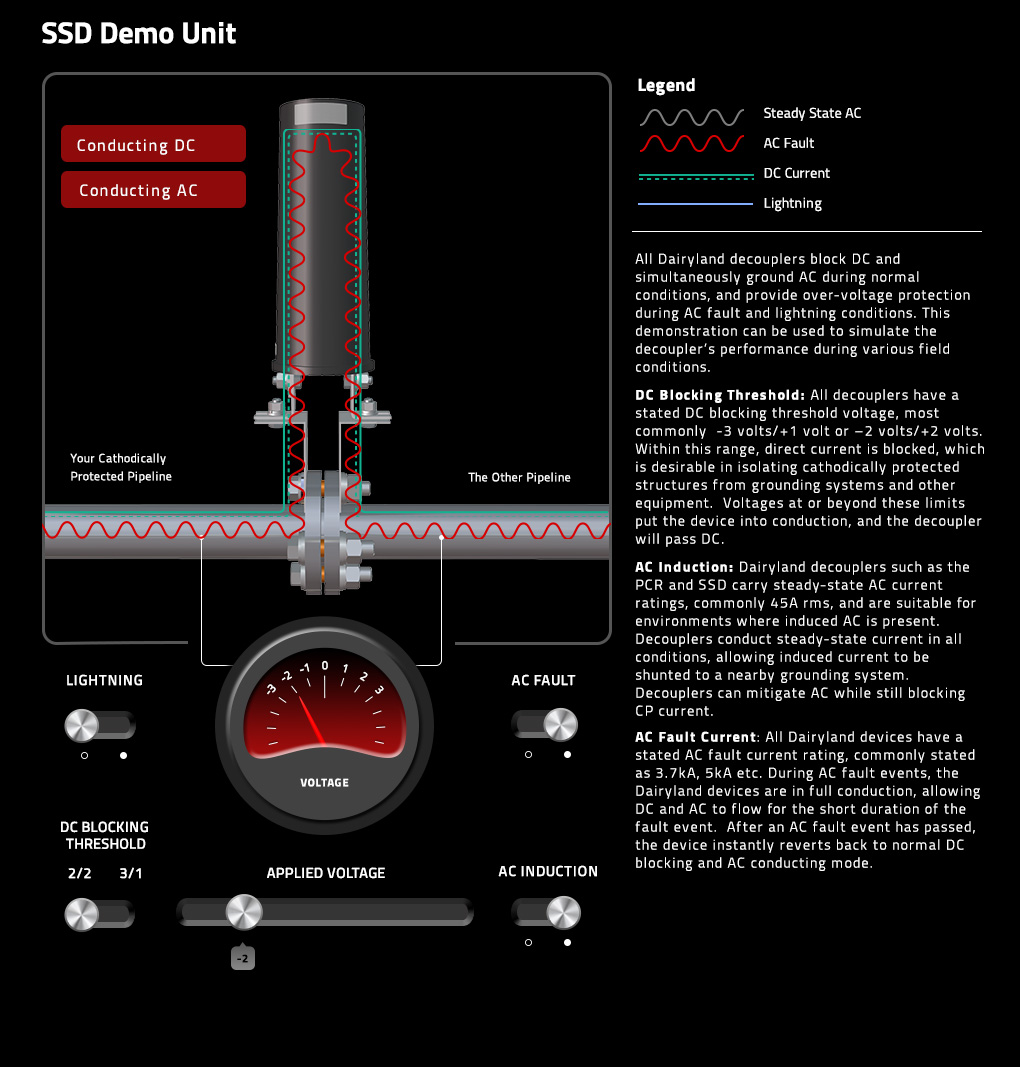 SSD Demo Unit
Conducting DC
Conducting AC
Your Cathodically
Protected Pipeline
The Other Pipeline
-3 -2 -1 0 1 2 3
VOLTAGE
LIGHTNING
AC FAULT
DC BLOCKING
THRESHOLD
2/2 3/1
APPLIED VOLTAGE
AC INDUCTION
-2
Legend
Steady State AC
AC Fault
DC Current
Lightning
All Dairyland decouplers block DC and
simultaneously ground AC during normal
conditions, and provide over-voltage protection
during AC fault and lightning conditions. This
demonstration can be used to simulate the
decoupler's performance during various field
conditions.
DC Blocking Threshold: All decouplers have a
stated DC blocking threshold voltage, most
commonly  -3 volts/+1 volt or –2 volts/+2 volts.
Within this range, direct current is blocked, which
is desirable in isolating cathodically protected
structures from grounding systems and other
equipment.  Voltages at or beyond these limits
put the device into conduction, and the decoupler
will pass DC.
AC Induction: Dairyland decouplers such as the
PCR and SSD carry steady-state AC current
ratings, commonly 45A rms, and are suitable for
environments where induced AC is present.
Decouplers conduct steady-state current in all
conditions, allowing induced current to be
shunted to a nearby grounding system.
Decouplers can mitigate AC while still blocking
CP current.
AC Fault Current: All Dairyland devices have a
stated AC fault current rating, commonly stated
as 3.7kA, 5kA etc. During AC fault events, the
Dairyland devices are in full conduction, allowing
DC and AC to flow for the short duration of the
fault event.  After an AC fault event has passed,
the device instantly reverts back to normal DC
blocking and AC conducting mode.